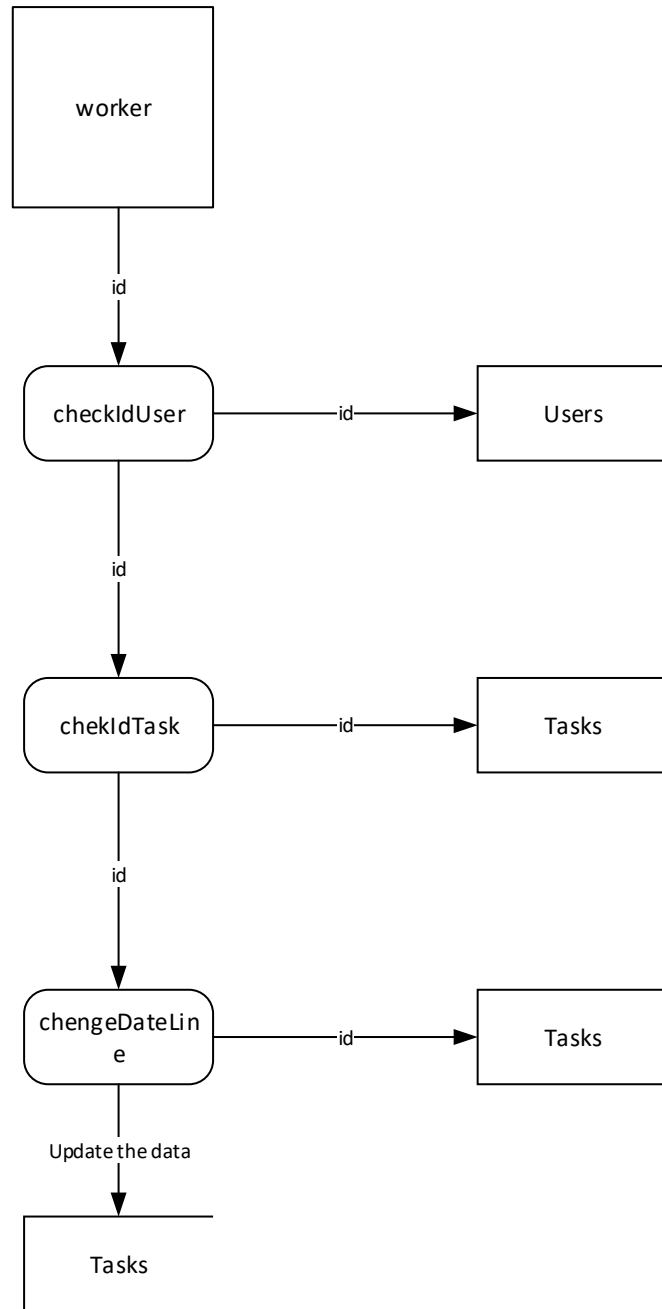 worker
id
checkIdUser
id
Users
id
chekIdTask
id
Tasks
id
chengeDateLin
e
id
Tasks
Update the data
Tasks